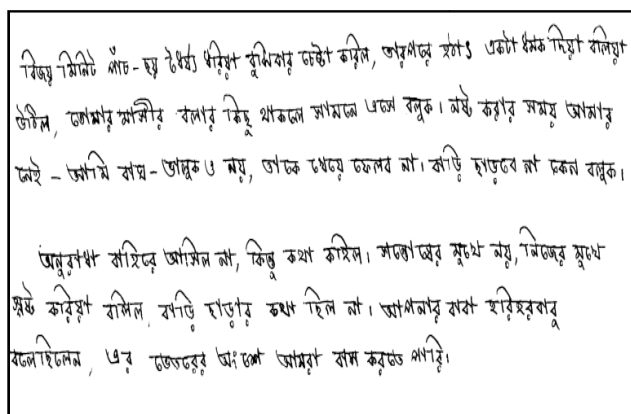 বিজয় মিনিট পাঁচ-ছয় ধৈর্য্য ধরিয়া বুঝিবার চেষ্টা করিল, তারপরে হঠাৎ একটা ধমক দিয়া বলিয়া
উঠিল, তোমার মাসীর বলার কিছু থাকলে সামনে এসে বলুক। নষ্ট করার সময় আমার
নেই - আমি বাঘ-ভালুকও নয়, তাকে খেয়ে ফেলব না। বাড়ি ছাড়বে না কেন বলুক।
অনুরাধা বাহিরে আসিল না, কিন্তু কথা কহিল। সন্তোষের মুখে নয়, নিজের মুখে
স্পষ্ট করিয়া বলিল, বাড়ি ছাড়ার কথা ছিল না। আপনার বাবা হরিহরবাবু
বলেছিলেন, এর ভেতরের অংশে আমরা বাস করতে পারি।